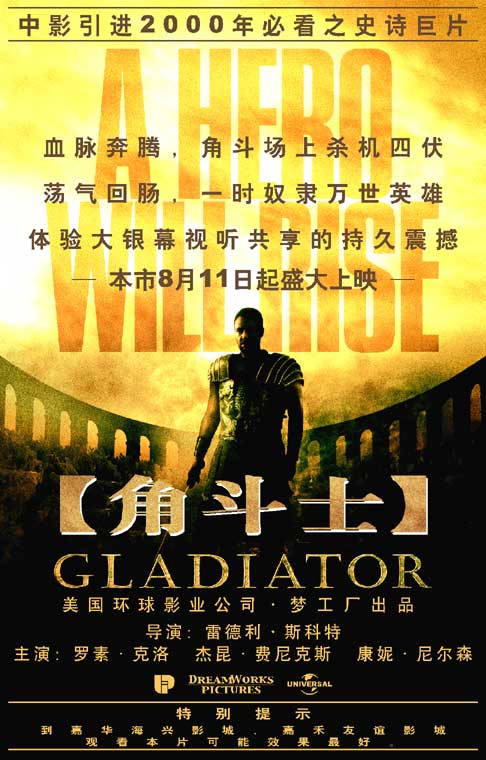 中影引进2000年必看之史诗巨片
A HERO
血脉奔腾，角斗场上杀机四伏
荡气回肠，一时奴隶万世英雄
WILL RISE
体验大银幕视听共享的持久震撼
本市8月11日起盛大上映
【角斗士】
GLADIATOR
美国环球影业公司·梦工厂出品
导演：雷德利·斯科特
主演：罗素·克洛 杰昆·费尼克斯 康妮·尼尔森
DREAMWORKS
PICTURES
UNIVERSAL
特别提示
到嘉华海兴影城、嘉禾友谊影城
观看本片可能效果最好。